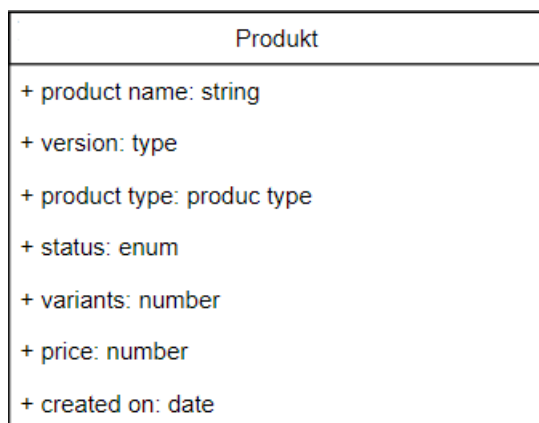 Produkt
+ product name: string
+ version: type
+ product type: produc type
+ status: enum
+ variants: number
+ price: number
+ created on: date